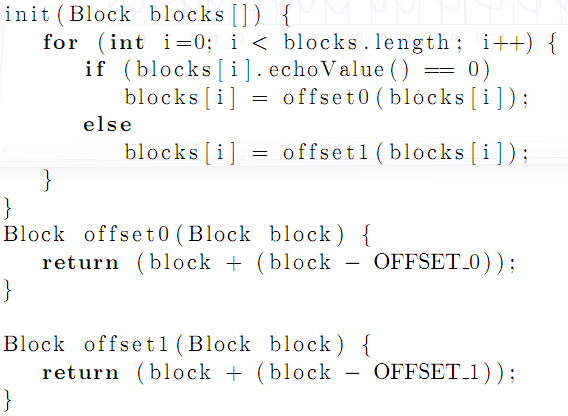 init(Block blocks[]) {
for (int i=0; i < blocks.length; i++) {
if (blocks[i].echoValue() == 0)
blocks[i] = offset0(blocks[i]);
else
blocks[i] = offset1(blocks[i]);
}
}
Block offset0(Block block) {
return (block + (block − OFFSET_0));
}
Block offset1(Block block) {
return (block + (block − OFFSET_1));
}